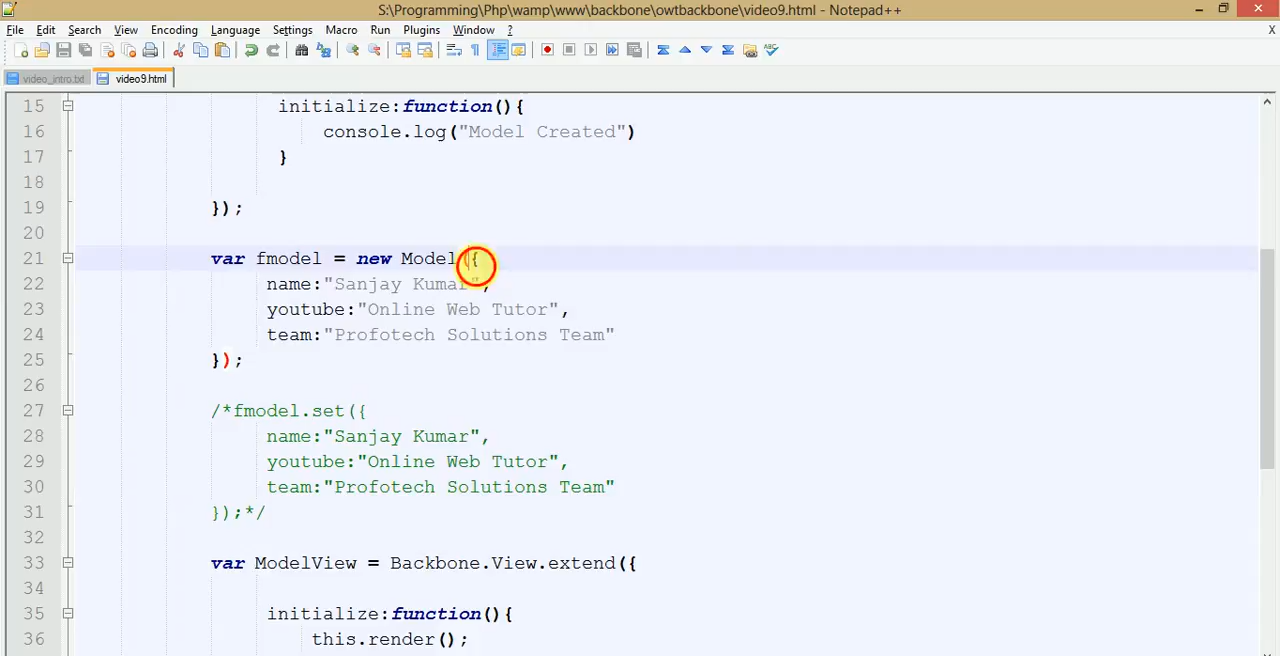 S:\Programming\Php\wamp\www\backbone\owtbackbone\video9.html - Notepad++
File Edit Search View Encoding Language Settings Macro Run Plugins Window ? X
video_intro.txt video9.html
15 initialize:function(){
16 console.log("Model Created")
17 }
18
19 });
20
21 var fmodel = new Model({
22 name:"Sanjay Kumar",
23 youtube:"Online Web Tutor",
24 team:"Profotech Solutions Team"
25 });
26
27 /*fmodel.set({
28 name:"Sanjay Kumar",
29 youtube:"Online Web Tutor",
30 team:"Profotech Solutions Team"
31 });*/
32
33 var ModelView = Backbone.View.extend({
34
35 initialize:function(){
36 this.render();